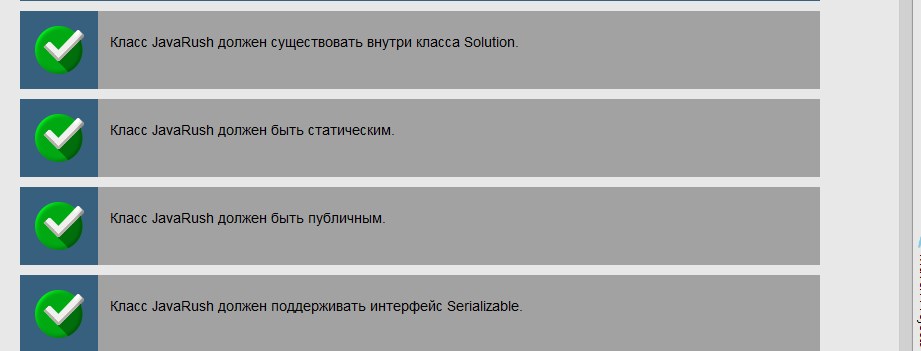 Класс JavaRush должен существовать внутри класса Solution.
Класс JavaRush должен быть статическим.
Класс JavaRush должен быть публичным.
Класс JavaRush должен поддерживать интерфейс Serializable.